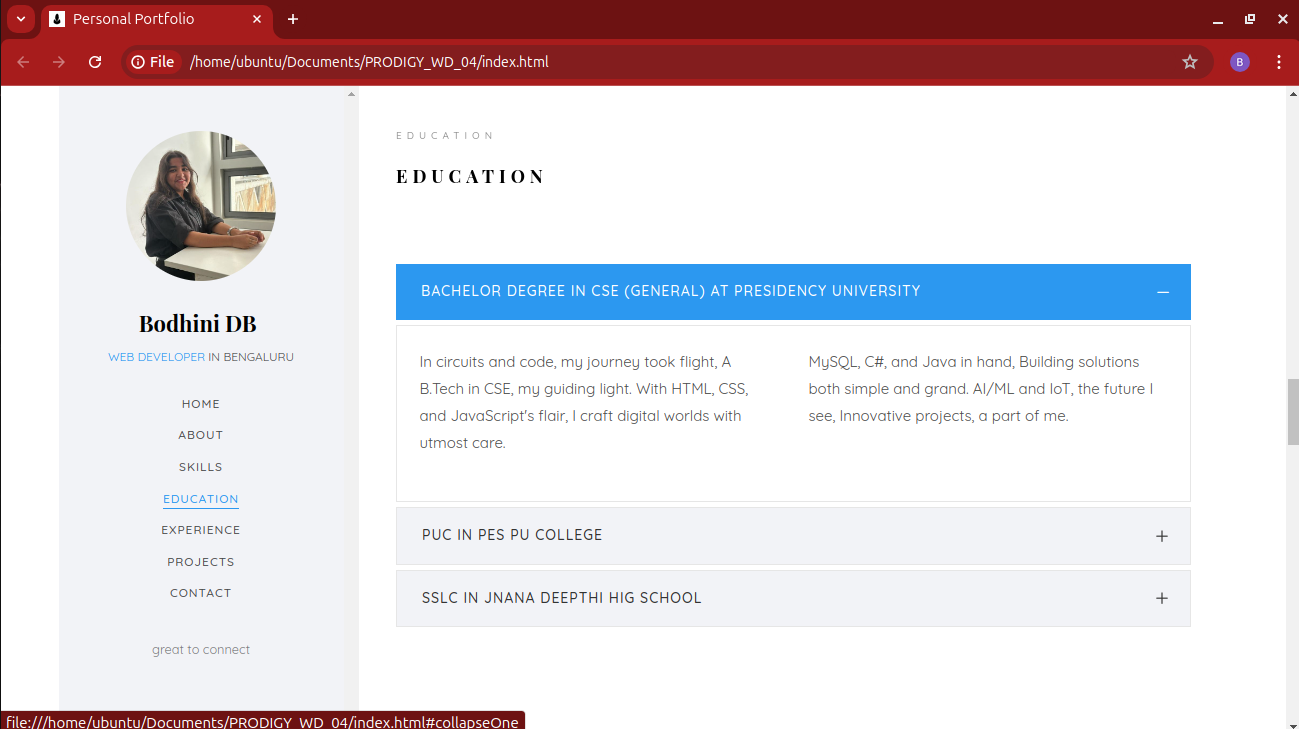 Personal Portfolio
File /home/ubuntu/Documents/PRODIGY_WD_04/index.html
B
Bodhini DB
WEB DEVELOPER IN BENGALURU
HOME
ABOUT
SKILLS
EDUCATION
EXPERIENCE
PROJECTS
CONTACT
great to connect
EDUCATION
EDUCATION
BACHELOR DEGREE IN CSE (GENERAL) AT PRESIDENCY UNIVERSITY
In circuits and code, my journey took flight, A
B.Tech in CSE, my guiding light. With HTML, CSS,
and JavaScript's flair, I craft digital worlds with
utmost care.
MySQL, C#, and Java in hand, Building solutions
both simple and grand. AI/ML and IoT, the future I
see, Innovative projects, a part of me.
PUC IN PES PU COLLEGE
SSLC IN JNANA DEEPTHI HIG SCHOOL
file:///home/ubuntu/Documents/PRODIGY_WD_04/index.html#collapseOne